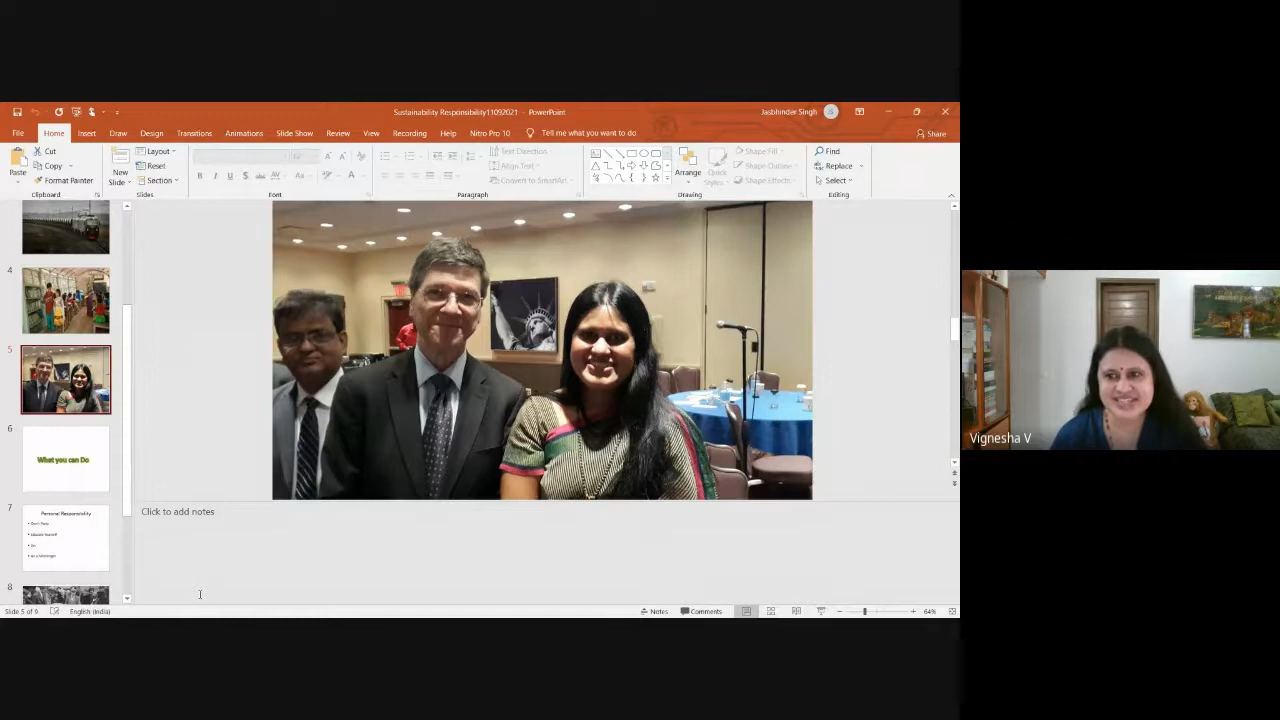 Sustainability Responsibility11092021 - PowerPoint
Jasbhinder Singh
File Home Insert Draw Design Transitions Animations Slide Show Review View Recording Help Nitro Pro 10 Tell me what you want to do Share
Paste
Cut
Copy
Format Painter
Clipboard
New Slide
Layout
Reset
Section
Slides
Font
Text Direction
Align Text
Convert to SmartArt
Paragraph
Arrange
Quick Styles
Shape Fill
Shape Outline
Shape Effects
Drawing
Find
Replace
Select
Editing
4
5
6
What you can Do
7
Personal Responsibility
8
Click to add notes
Vignesha V
Slide 5 of 9 English (India) Notes Comments 64%